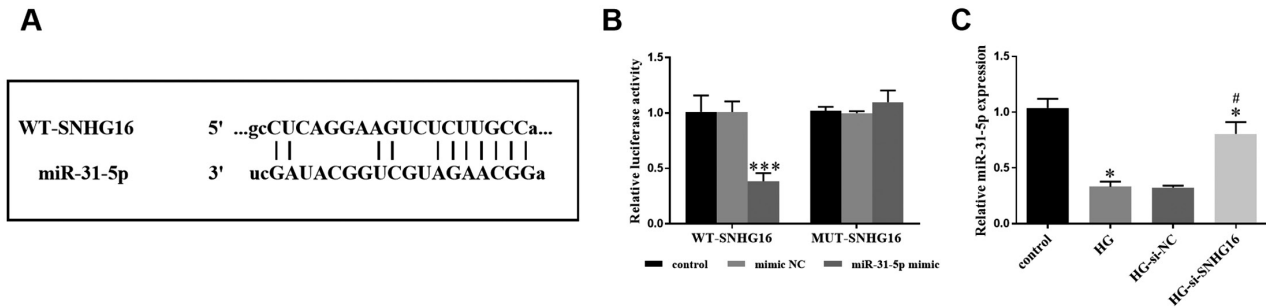 A
WT-SNHG16 5' ...gcCUCAGGAAGUCUCUUGCCa...
miR-31-5p 3' ucGAUACGGUCGUAGAACGGa
B
Relative luciferase activity
1.5
1.0
0.5
0.0
***
WT-SNHG16 MUT-SNHG16
control mimic NC miR-31-5p mimic
C
Relative miR-31-5p expression
1.5
1.0
0.5
0.0
*
#
*
control
HG
HG-si-NC
HG-si-SNHG16